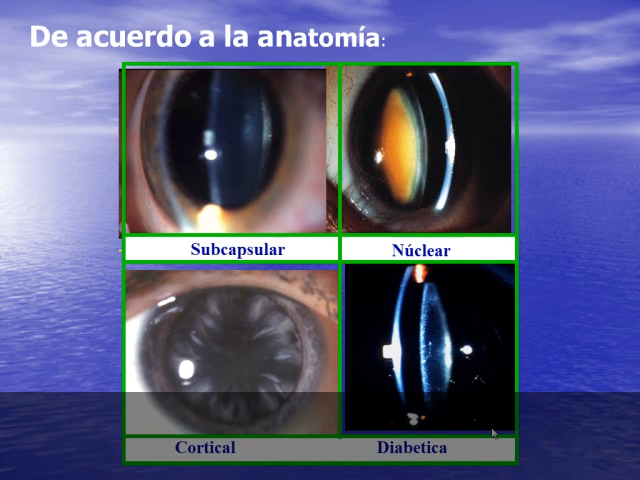 De acuerdo a la anatomía:
Subcapsular
Núclear
Cortical
Diabetica